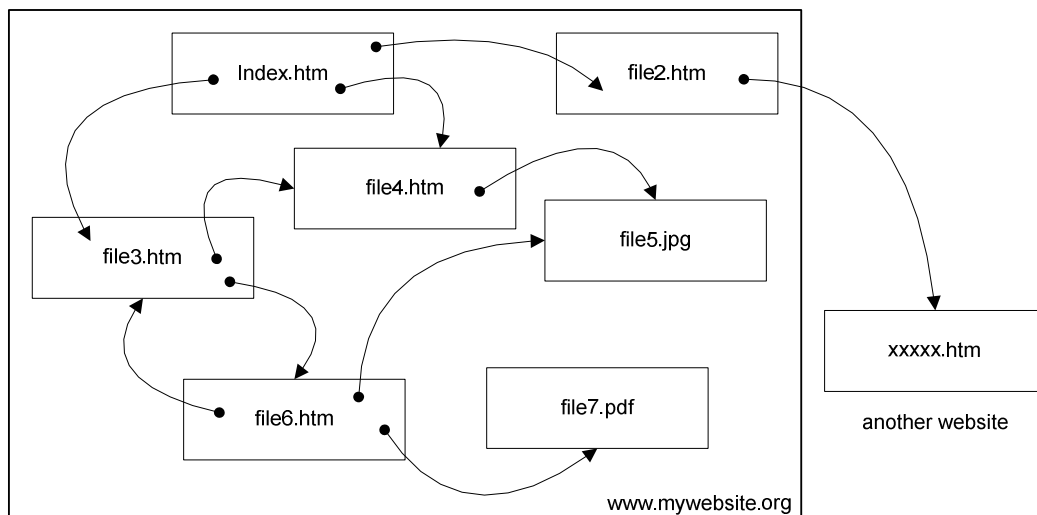 Index.htm
file2.htm
file4.htm
file3.htm
file5.jpg
xxxxx.htm
file6.htm
file7.pdf
another website
www.mywebsite.org